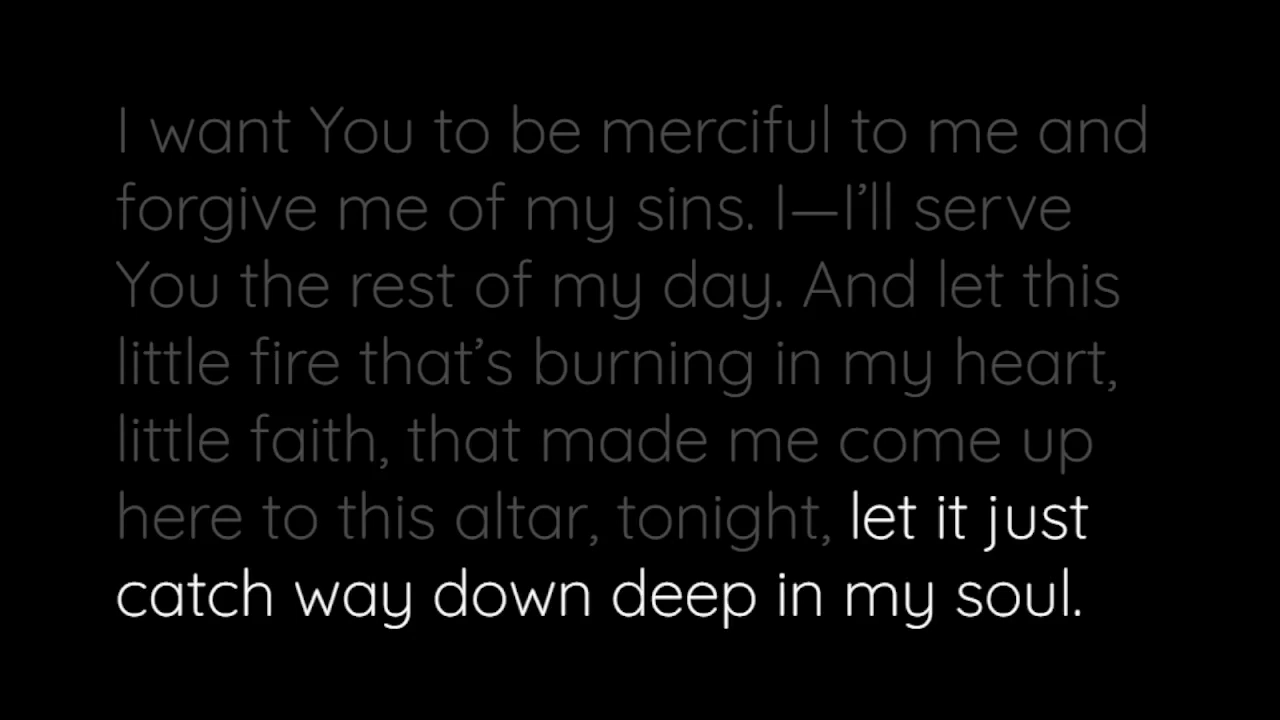 I want You to be merciful to me and
forgive me of my sins. I—I’ll serve
You the rest of my day. And let this
little fire that’s burning in my heart,
little faith, that made me come up
here to this altar, tonight, let it just
catch way down deep in my soul.